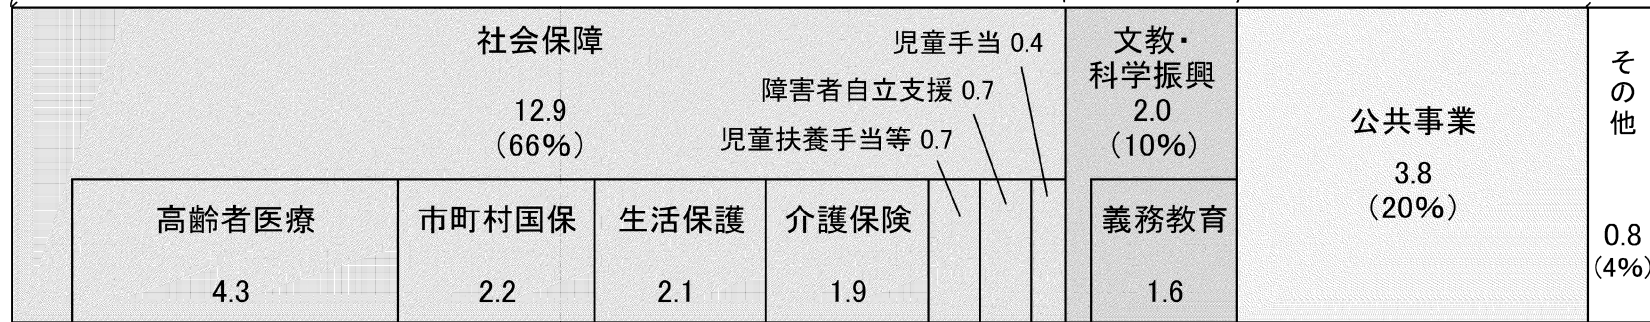 社会保障
12.9
(66%)
児童手当 0.4
障害者自立支援 0.7
児童扶養手当等 0.7
高齢者医療
4.3
市町村国保
2.2
生活保護
2.1
介護保険
1.9
文教・
科学振興
2.0
(10%)
義務教育
1.6
公共事業
3.8
(20%)
その他
0.8
(4%)